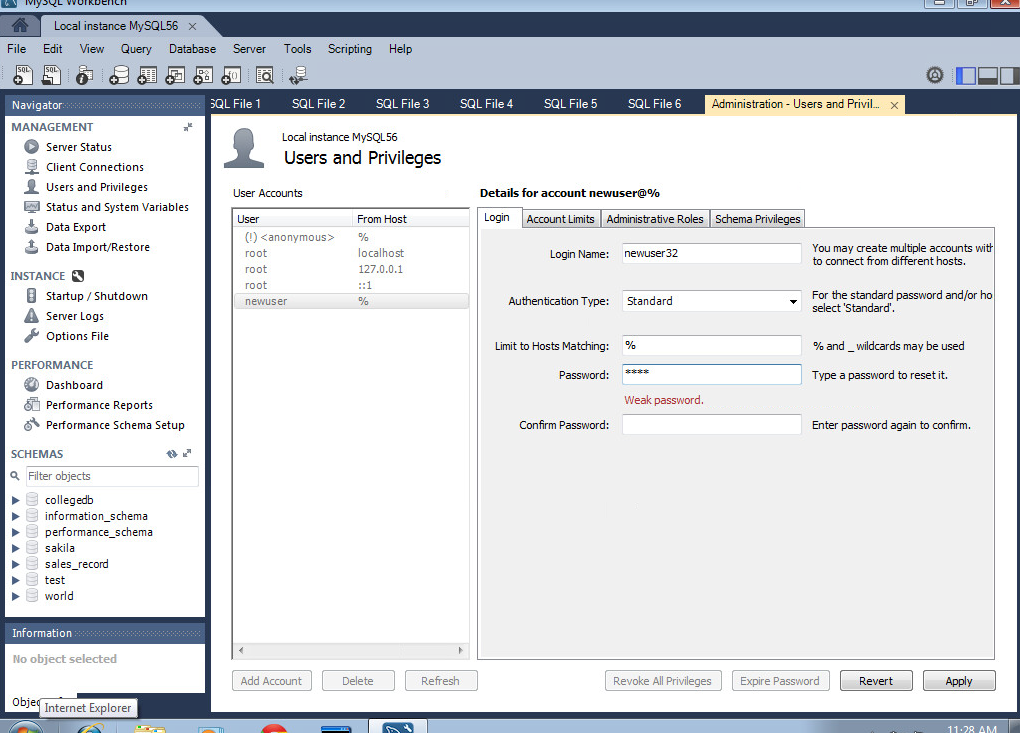 MySQL Workbench
Local instance MySQL56
File Edit View Query Database Server Tools Scripting Help
Navigator
MANAGEMENT
Server Status
Client Connections
Users and Privileges
Status and System Variables
Data Export
Data Import/Restore
INSTANCE
Startup / Shutdown
Server Logs
Options File
PERFORMANCE
Dashboard
Performance Reports
Performance Schema Setup
SCHEMAS
Filter objects
collegedb
information_schema
performance_schema
sakila
sales_record
test
world
Information
No object selected
Objec
Internet Explorer
SQL File 1 SQL File 2 SQL File 3 SQL File 4 SQL File 5 SQL File 6 Administration - Users and Privil...
Local instance MySQL56
Users and Privileges
User Accounts
User From Host
(!) <anonymous> %
root localhost
root 127.0.0.1
root ::1
newuser %
Details for account newuser@%
Login Account Limits Administrative Roles Schema Privileges
Login Name: newuser32 You may create multiple accounts with
to connect from different hosts.
Authentication Type: Standard For the standard password and/or ho
select 'Standard'.
Limit to Hosts Matching: % % and _ wildcards may be used
Password: **** Type a password to reset it.
Weak password.
Confirm Password: Enter password again to confirm.
Add Account Delete Refresh Revoke All Privileges Expire Password Revert Apply
11:28 AM